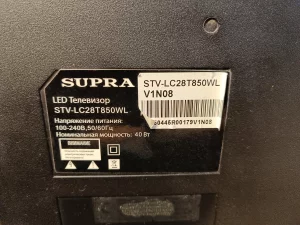 SUPRA
STV-LC28T850WL
V1N08
LED Телевизор
STV-LC28T850WL
Напряжение питания:
100-240В,50/60Гц
Номинальная мощность: 40 Вт